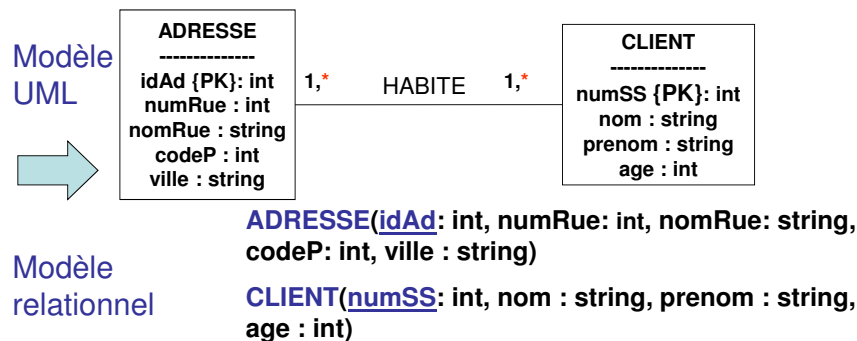 Modèle
UML
ADRESSE
--------------
idAd {PK}: int
numRue : int
nomRue : string
codeP : int
ville : string
1,*
HABITE
1,*
CLIENT
--------------
numSS {PK}: int
nom : string
prenom : string
age : int
Modèle
relationnel
ADRESSE(idAd: int, numRue: int, nomRue: string,
codeP: int, ville : string)
CLIENT(numSS: int, nom : string, prenom : string,
age : int)